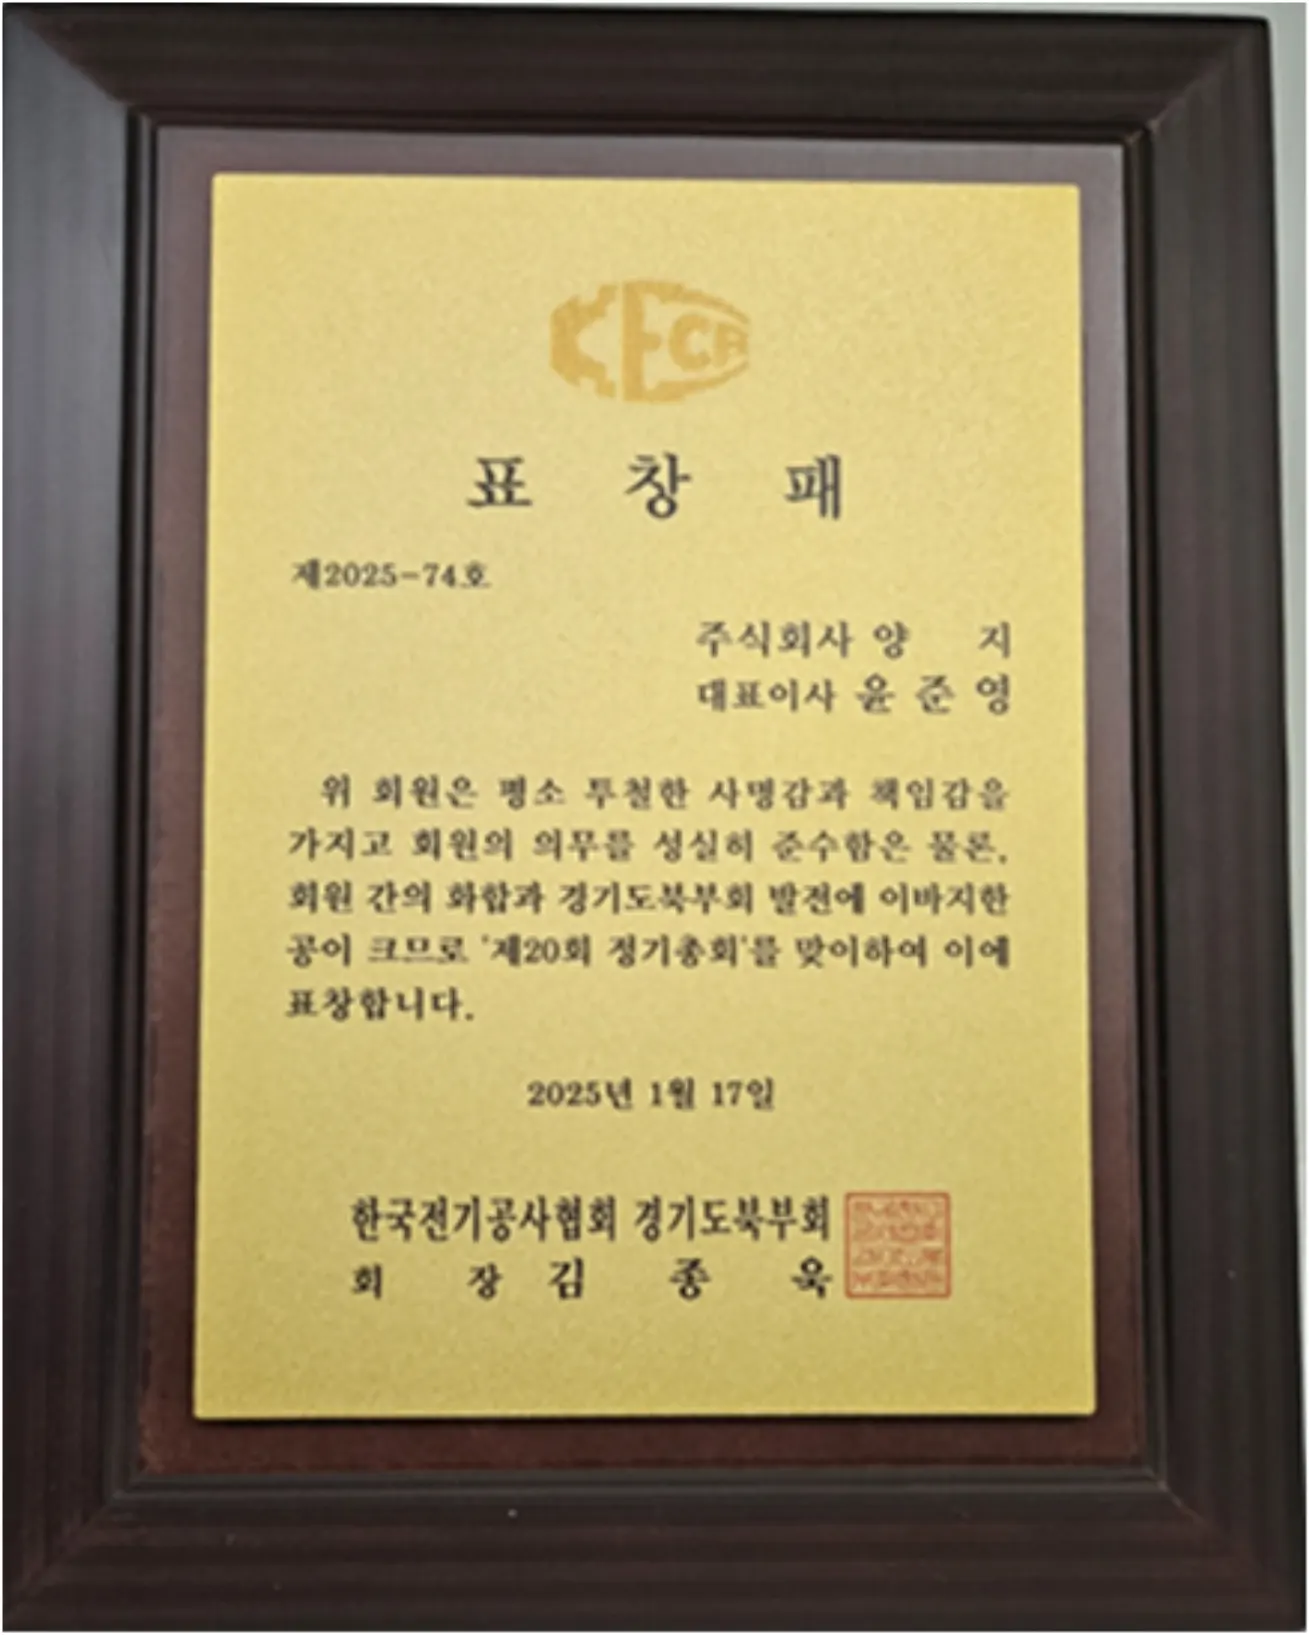 KECA
표 창 패
제2025-74호
주식회사 양 지
대표이사 윤 준 영
위 회원은 평소 투철한 사명감과 책임감을
가지고 회원의 의무를 성실히 준수함은 물론,
회원 간의 화합과 경기도북부회 발전에 이바지한
공이 크므로 '제20회 정기총회'를 맞이하여 이에
표창합니다.
2025년 1월 17일
한국전기공사협회 경기도북부회
회 장 김 종 욱